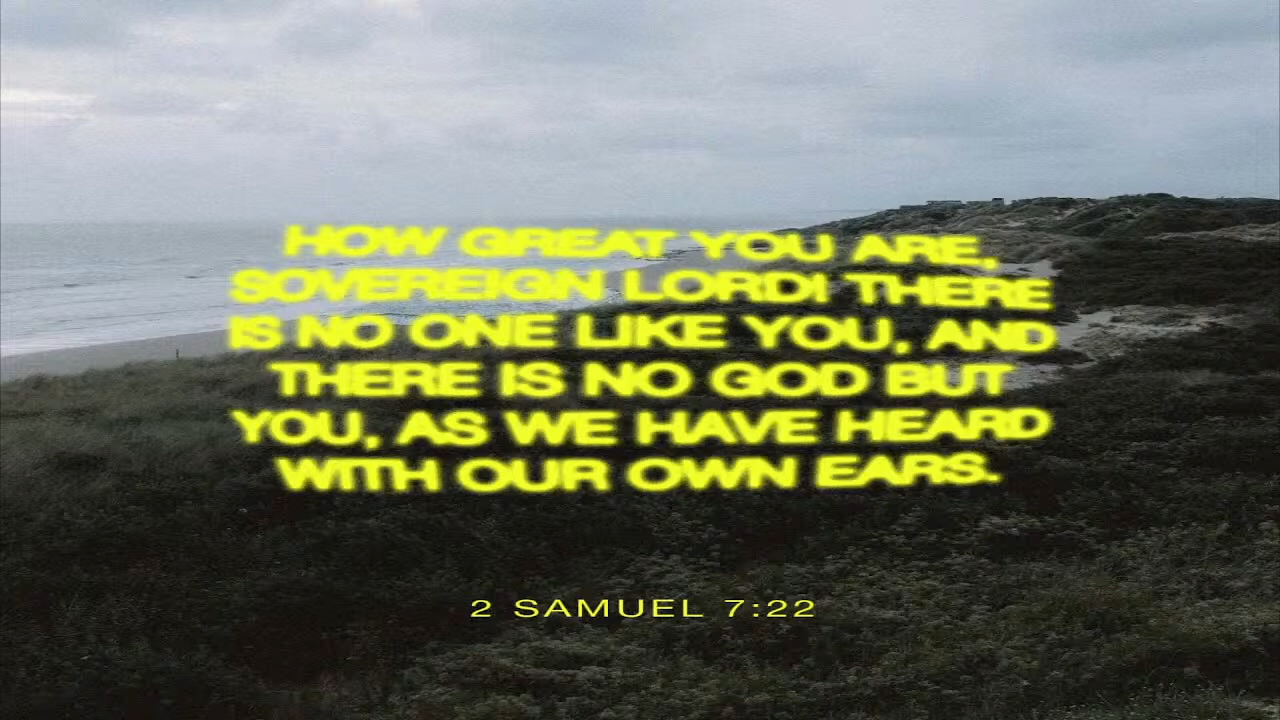 HOW GREAT YOU ARE,
SOVEREIGN LORD! THERE
IS NO ONE LIKE YOU, AND
THERE IS NO GOD BUT
YOU, AS WE HAVE HEARD
WITH OUR OWN EARS.
2 SAMUEL 7:22